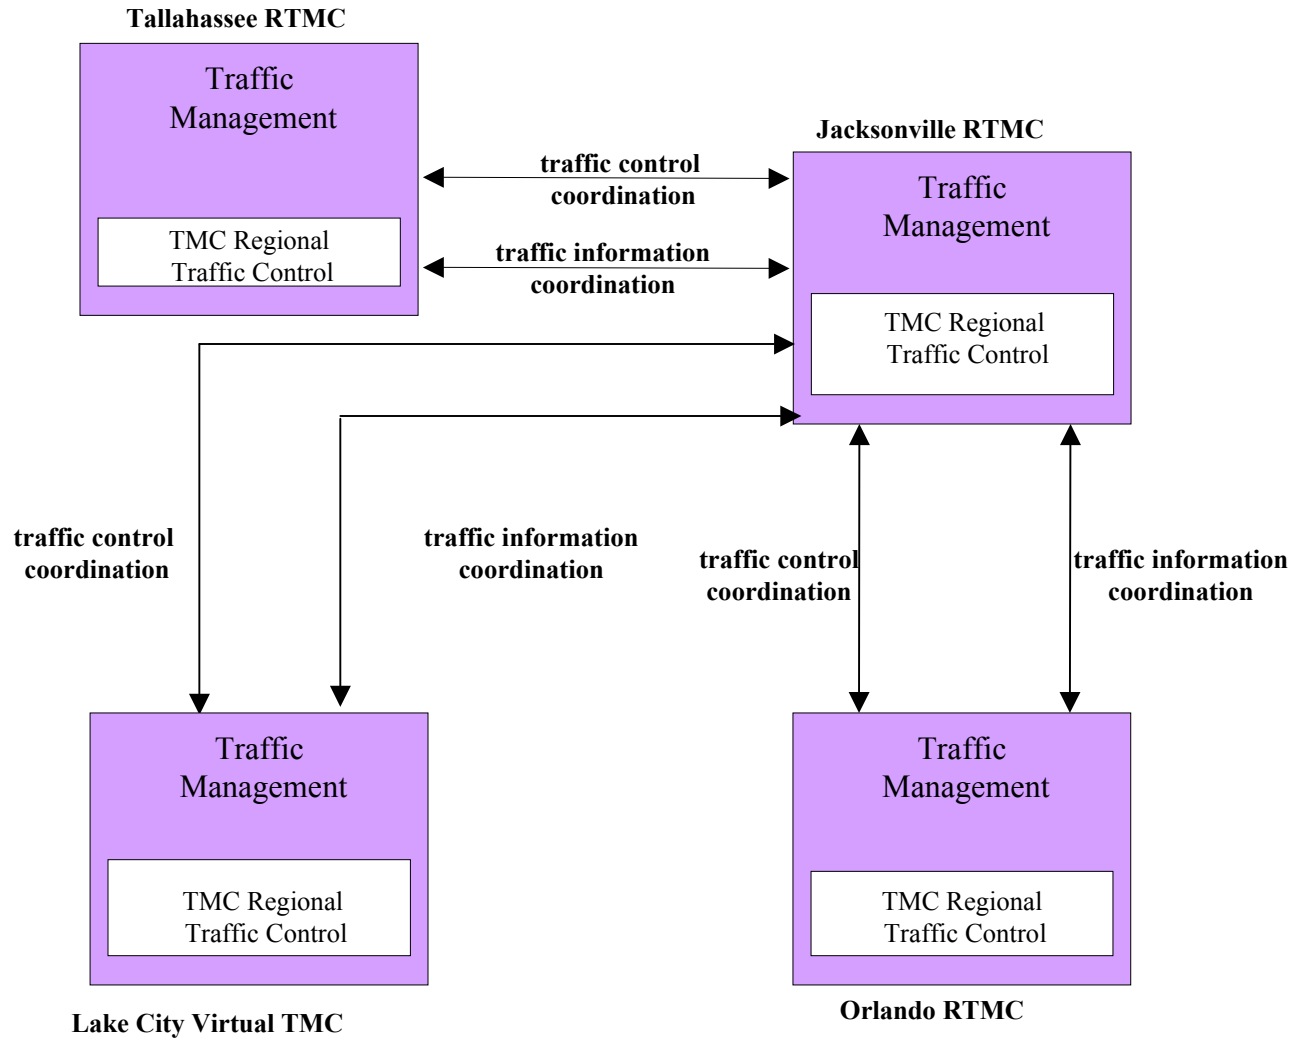 Tallahassee RTMC
Traffic
Management
TMC Regional
Traffic Control
Jacksonville RTMC
Traffic
Management
TMC Regional
Traffic Control
traffic control
coordination
traffic information
coordination
traffic control
coordination
traffic information
coordination
traffic control
coordination
traffic information
coordination
Traffic
Management
TMC Regional
Traffic Control
Lake City Virtual TMC
Traffic
Management
TMC Regional
Traffic Control
Orlando RTMC